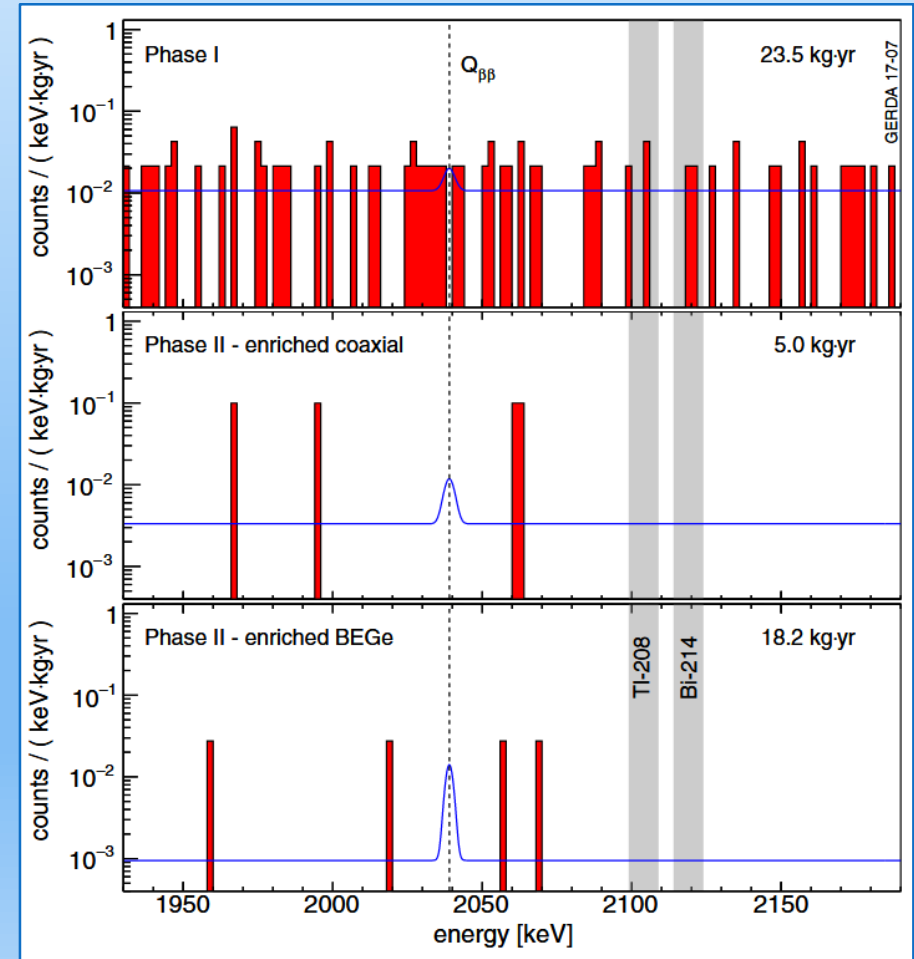 Phase I
23.5 kg·yr
Q_ββ
GERDA 17-07
counts / ( keV·kg·yr )
1
10⁻¹
10⁻²
10⁻³
Phase II - enriched coaxial
5.0 kg·yr
counts / ( keV·kg·yr )
1
10⁻¹
10⁻²
10⁻³
Phase II - enriched BEGe
18.2 kg·yr
Tl-208
Bi-214
counts / ( keV·kg·yr )
1
10⁻¹
10⁻²
10⁻³
1950 2000 2050 2100 2150
energy [keV]